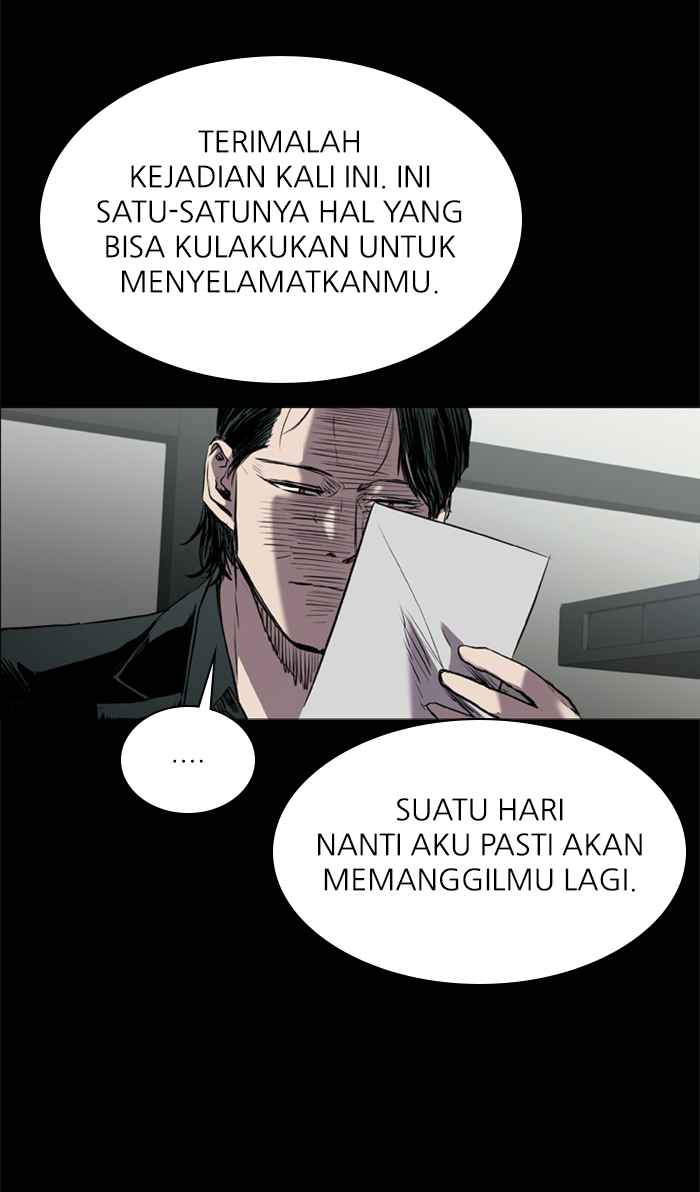 TERIMALAH
KEJADIAN KALI INI. INI
SATU-SATUNYA HAL YANG
BISA KULAKUKAN UNTUK
MENYELAMATKANMU.
....
SUATU HARI
NANTI AKU PASTI AKAN
MEMANGGILMU LAGI.